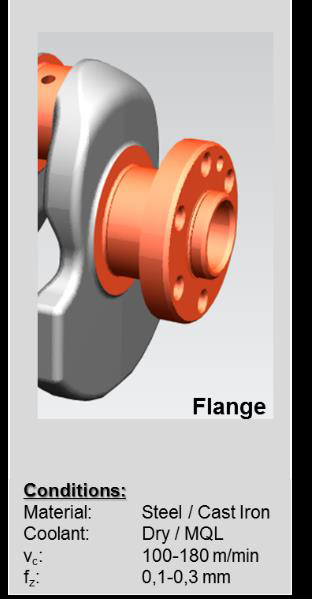 Flange
Conditions:
Material: Steel / Cast Iron
Coolant: Dry / MQL
vc: 100-180 m/min
fz: 0,1-0,3 mm